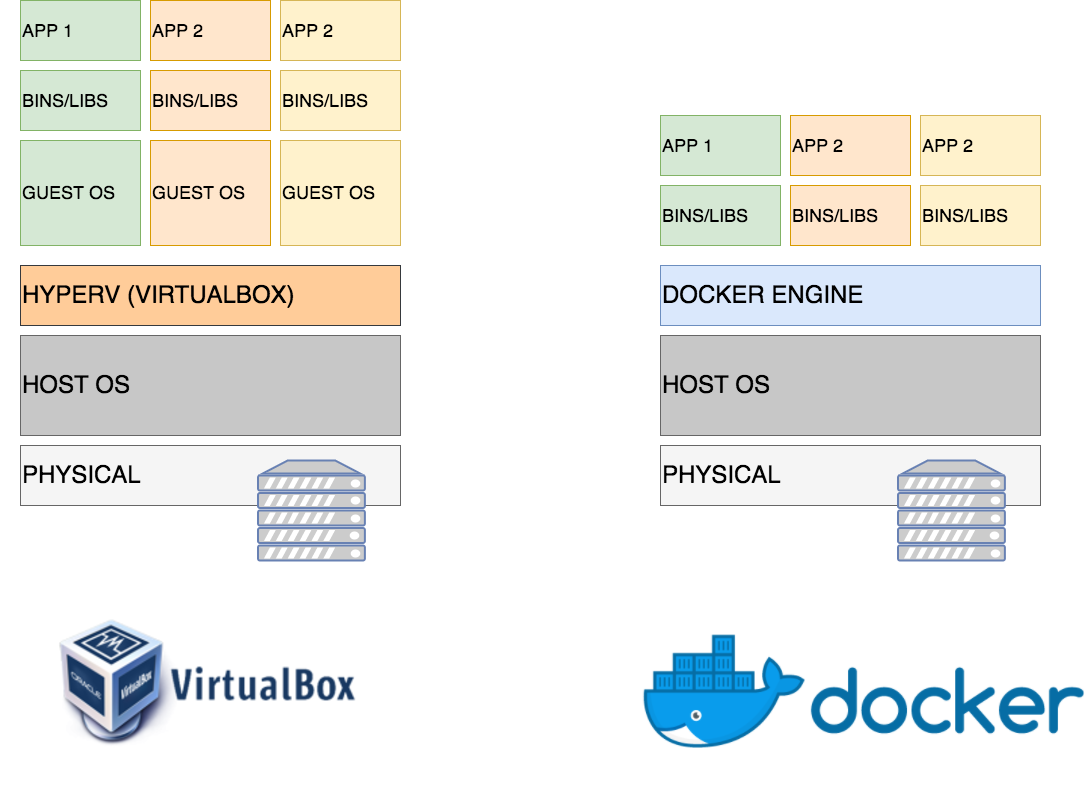 APP 1
APP 2
APP 2
BINS/LIBS
BINS/LIBS
BINS/LIBS
GUEST OS
GUEST OS
GUEST OS
HYPERV (VIRTUALBOX)
HOST OS
PHYSICAL
ORACLE
VirtualBox
VirtualBox
APP 1
APP 2
APP 2
BINS/LIBS
BINS/LIBS
BINS/LIBS
DOCKER ENGINE
HOST OS
PHYSICAL
docker